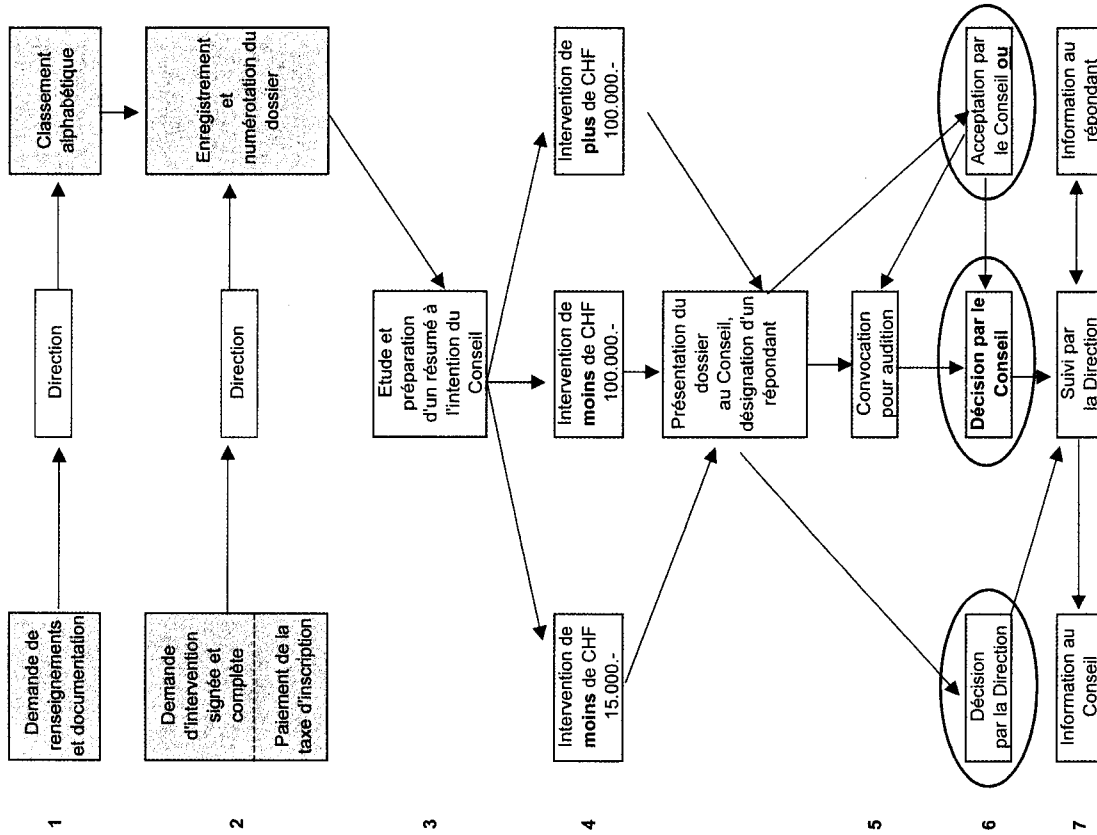 1
Demande de
renseignements
et documentation
Direction
Classement
alphabétique
2
Demande
d'intervention
signée et
complète
Paiement de la
taxe d'inscription
Direction
Enregistrement
et
numérotation du
dossier
3
Etude et
préparation
d'un résumé à
l'intention du
Conseil
4
Intervention de
moins de CHF
15.000.-
Intervention de
moins de CHF
100.000.-
Intervention de
plus de CHF
100.000.-
Présentation du
dossier
au Conseil,
désignation d'un
répondant
5
Convocation
pour audition
6
Décision
par la Direction
Décision par le
Conseil
Acceptation par
le Conseil ou
7
Information au
Conseil
Suivi par
la Direction
Information au
répondant